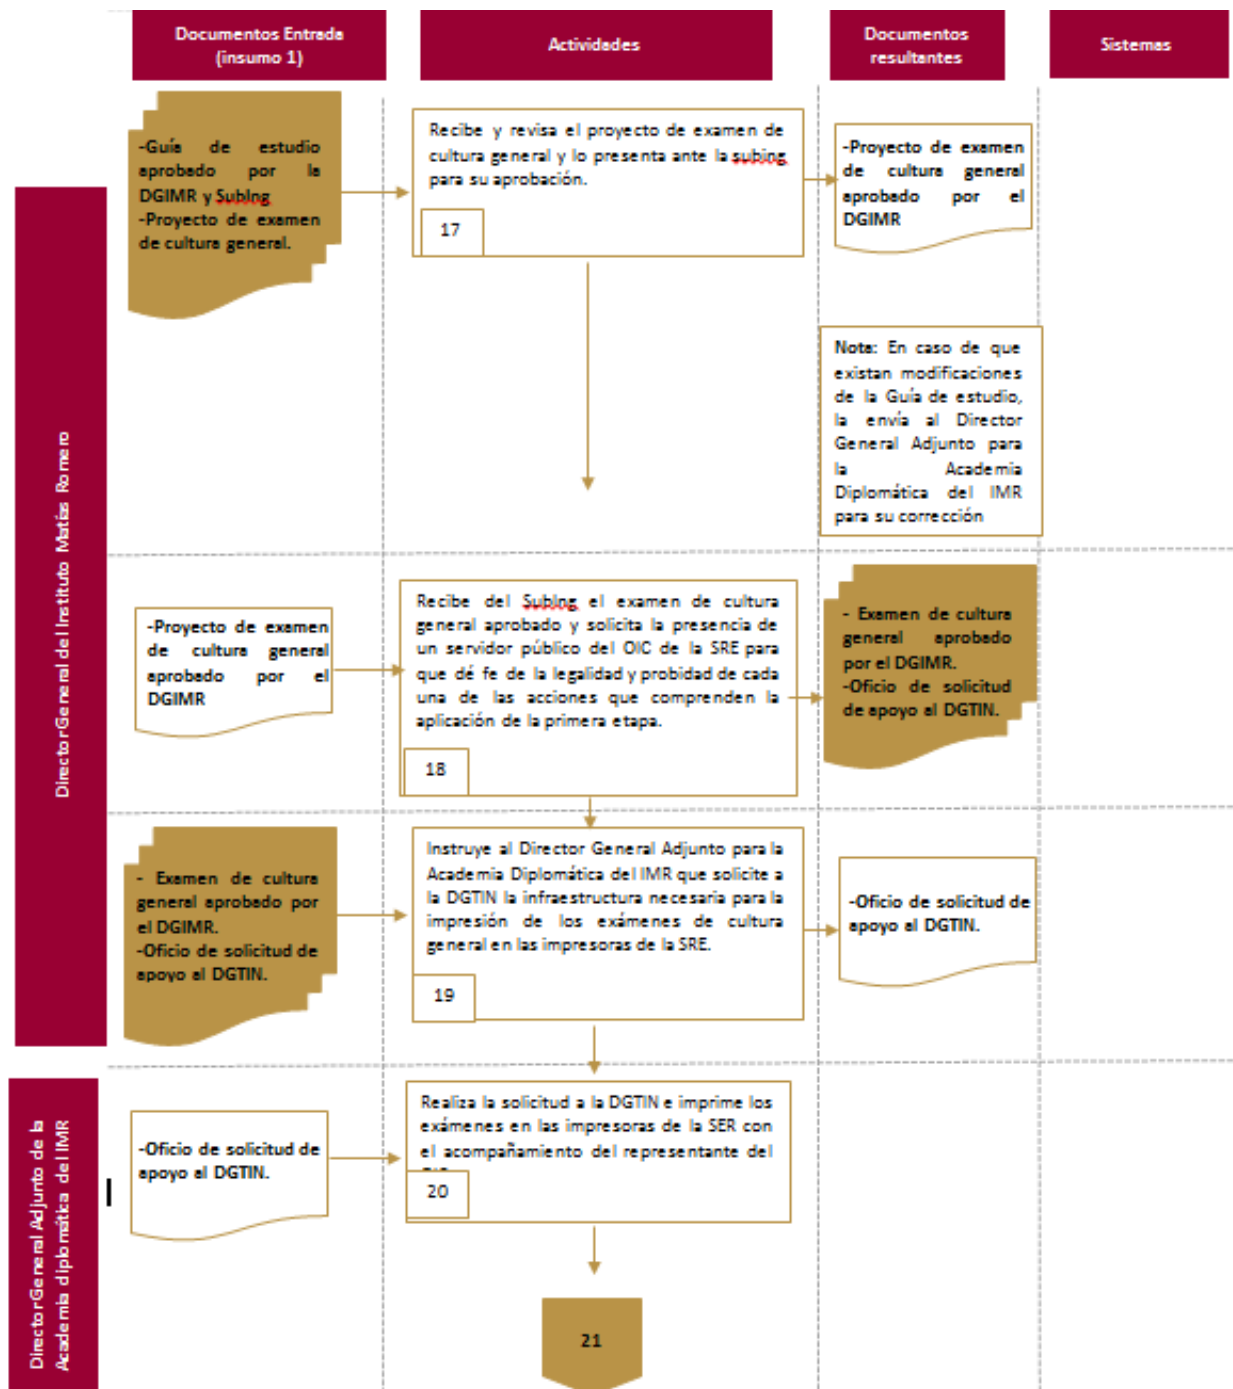 Documentos Entrada
(insumo 1)
Actividades
Documentos
resultantes
Sistemas
Director General del Instituto Matías Romero
-Guía de estudio
aprobado por la
DGIMR y SubIng
-Proyecto de examen
de cultura general.
Recibe y revisa el proyecto de examen de
cultura general y lo presenta ante la subing
para su aprobación.
17
-Proyecto de examen
de cultura general
aprobado por el
DGIMR
Nota: En caso de que
existan modificaciones
de la Guía de estudio,
la envía al Director
General Adjunto para
la Academia
Diplomática del IMR
para su corrección
-Proyecto de examen
de cultura general
aprobado por el
DGIMR
Recibe del SubIng el examen de cultura
general aprobado y solicita la presencia de
un servidor público del OIC de la SRE para
que dé fe de la legalidad y probidad de cada
una de las acciones que comprenden la
aplicación de la primera etapa.
18
- Examen de cultura
general aprobado
por el DGIMR.
-Oficio de solicitud
de apoyo al DGTIN.
- Examen de cultura
general aprobado por
el DGIMR.
-Oficio de solicitud de
apoyo al DGTIN.
Instruye al Director General Adjunto para la
Academia Diplomática del IMR que solicite a
la DGTIN la infraestructura necesaria para la
impresión de los exámenes de cultura
general en las impresoras de la SRE.
19
-Oficio de solicitud de
apoyo al DGTIN.
Director General Adjunto de la
Academia diplomática del IMR
-Oficio de solicitud de
apoyo al DGTIN.
Realiza la solicitud a la DGTIN e imprime los
exámenes en las impresoras de la SER con
el acompañamiento del representante del
20
21